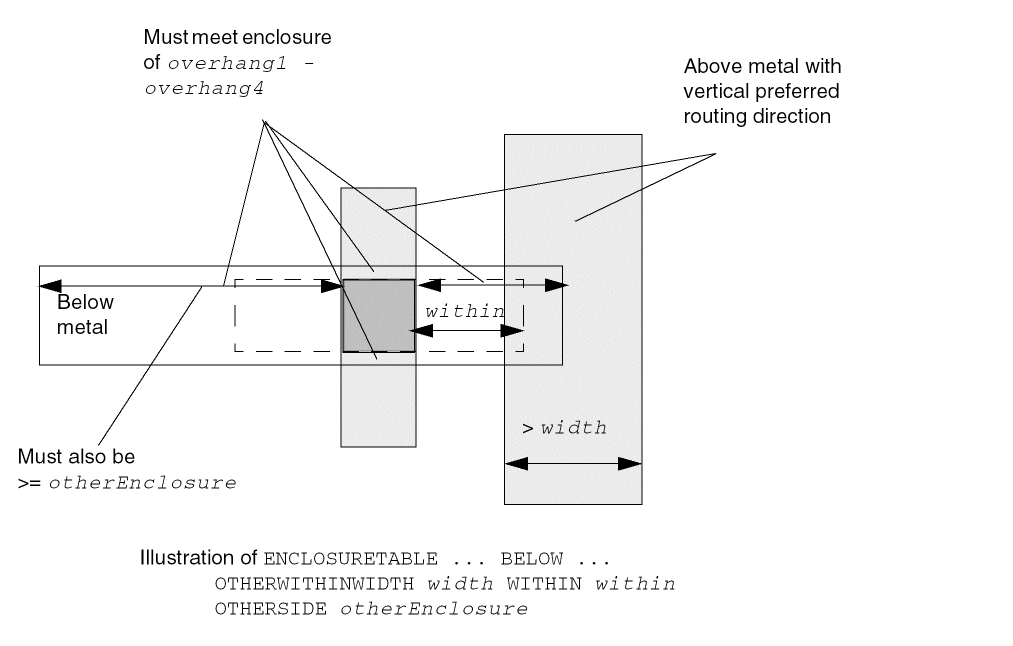 Must meet enclosure
of overhang1 -
overhang4
Above metal with
vertical preferred
routing direction
Below
metal
within
> width
Must also be
>= otherEnclosure
Illustration of ENCLOSURETABLE ... BELOW ...
OTHERWITHINWIDTH width WITHIN within
OTHERSIDE otherEnclosure